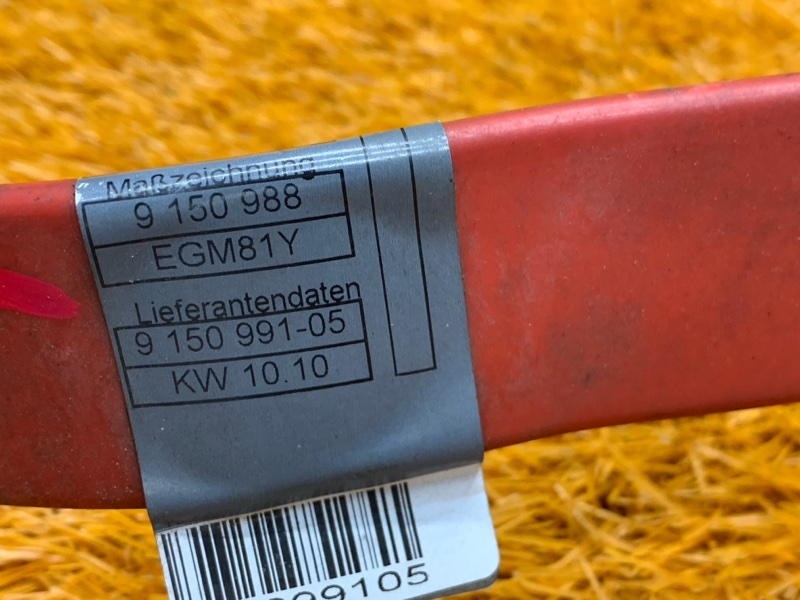 Maßzeichnung
9 150 988
EGM81Y
Lieferantendaten
9 150 991-05
KW 10.10